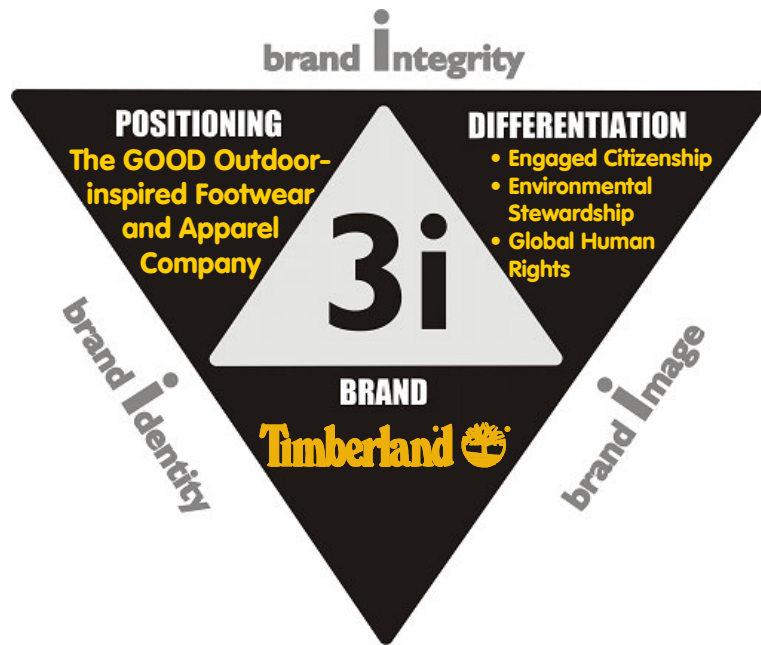 brand integrity
POSITIONING
The GOOD Outdoor-
inspired Footwear
and Apparel
Company
DIFFERENTIATION
• Engaged Citizenship
• Environmental
Stewardship
• Global Human
Rights
3i
brand identity
brand image
BRAND
Timberland